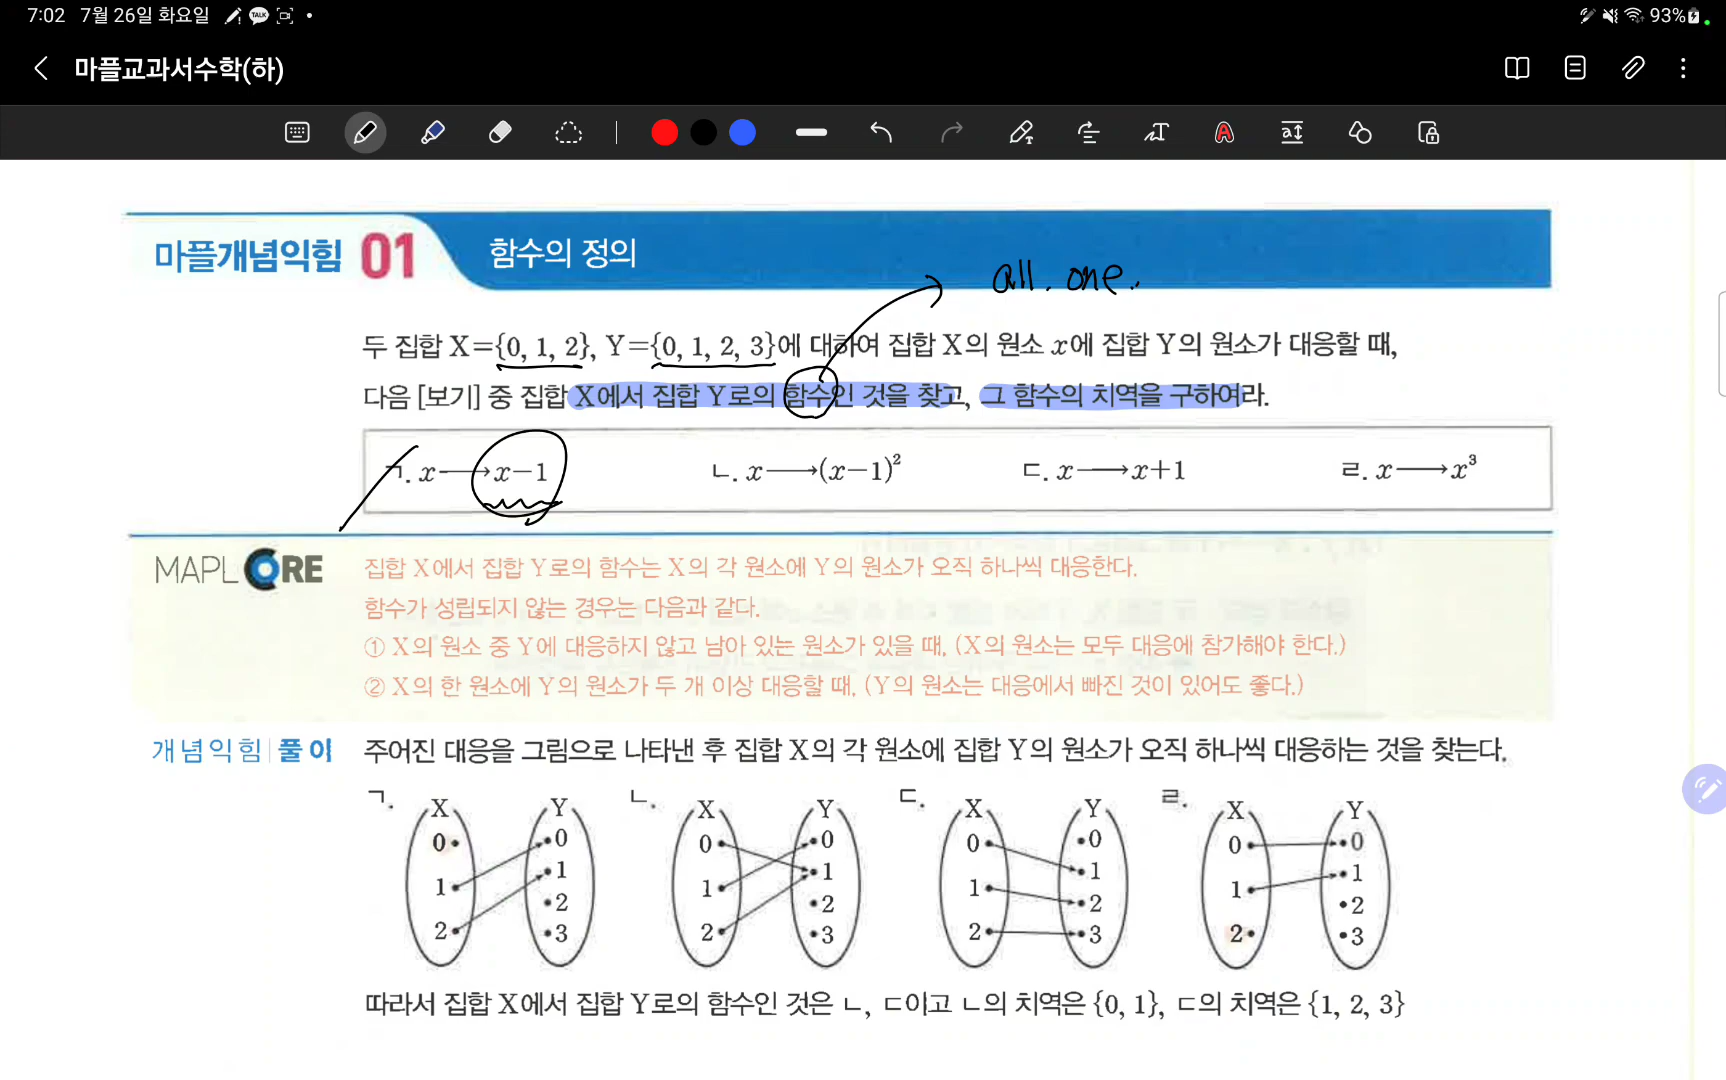 7:02 7월 26일 화요일 TALK 93%
마플교과서수학(하)
마플개념익힘 01 함수의 정의
all. one.
두 집합 X={0, 1, 2}, Y={0, 1, 2, 3}에 대하여 집합 X의 원소 x에 집합 Y의 원소가 대응할 때,
다음 [보기] 중 집합 X에서 집합 Y로의 함수인 것을 찾고, 그 함수의 치역을 구하여라.
ㄱ. x→x−1 ㄴ. x→(x−1)² ㄷ. x→x+1 ㄹ. x→x³
MAPL CORE 집합 X에서 집합 Y로의 함수는 X의 각 원소에 Y의 원소가 오직 하나씩 대응한다.
함수가 성립되지 않는 경우는 다음과 같다.
① X의 원소 중 Y에 대응하지 않고 남아 있는 원소가 있을 때, (X의 원소는 모두 대응에 참가해야 한다.)
② X의 한 원소에 Y의 원소가 두 개 이상 대응할 때, (Y의 원소는 대응에서 빠진 것이 있어도 좋다.)
개념익힘 | 풀이 주어진 대응을 그림으로 나타낸 후 집합 X의 각 원소에 집합 Y의 원소가 오직 하나씩 대응하는 것을 찾는다.
ㄱ. X Y ㄴ. X Y ㄷ. X Y ㄹ. X Y
0 0 0 0 0 0 0 0
1 1 1 1 1 1 1 1
2 2 2 2 2 2 2 2
3 3 3 3
따라서 집합 X에서 집합 Y로의 함수인 것은 ㄴ, ㄷ이고 ㄴ의 치역은 {0, 1}, ㄷ의 치역은 {1, 2, 3}